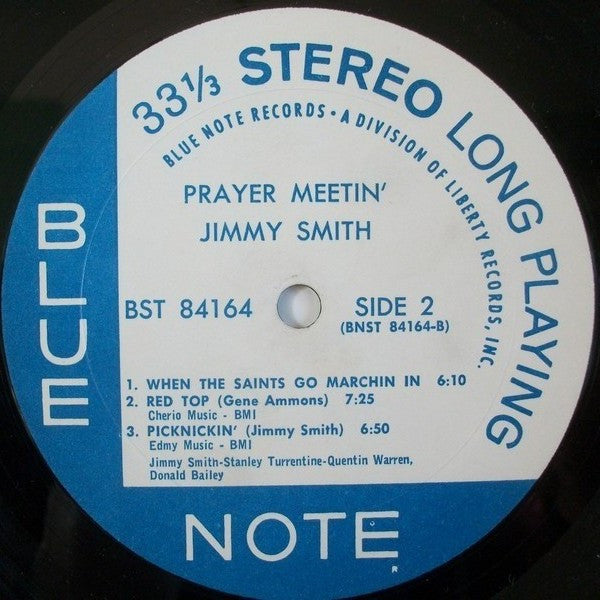 33⅓ STEREO LONG PLAYING
BLUE NOTE RECORDS • A DIVISION OF LIBERTY RECORDS, INC.
PRAYER MEETIN'
JIMMY SMITH
BST 84164
SIDE 2
(BNST 84164-B)
1. WHEN THE SAINTS GO MARCHIN IN 6:10
2. RED TOP (Gene Ammons) 7:25
Cherio Music - BMI
3. PICKNICKIN' (Jimmy Smith) 6:50
Edmy Music - BMI
Jimmy Smith-Stanley Turrentine-Quentin Warren,
Donald Bailey
BLUE
NOTE
R